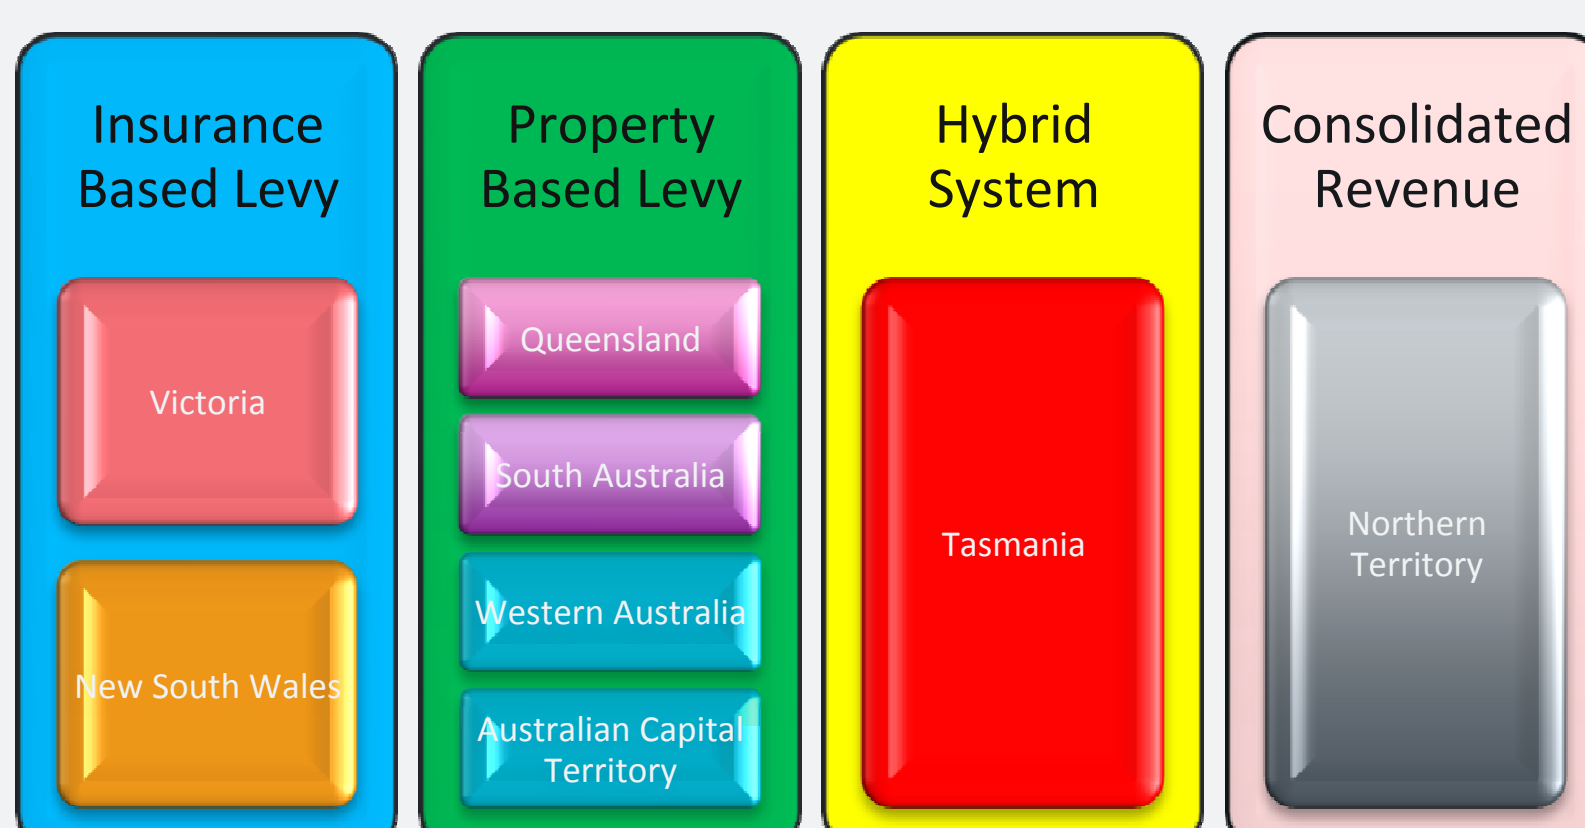 Insurance
Based Levy
Victoria
New South Wales
Property
Based Levy
Queensland
South Australia
Western Australia
Australian Capital
Territory
Hybrid
System
Tasmania
Consolidated
Revenue
Northern
Territory